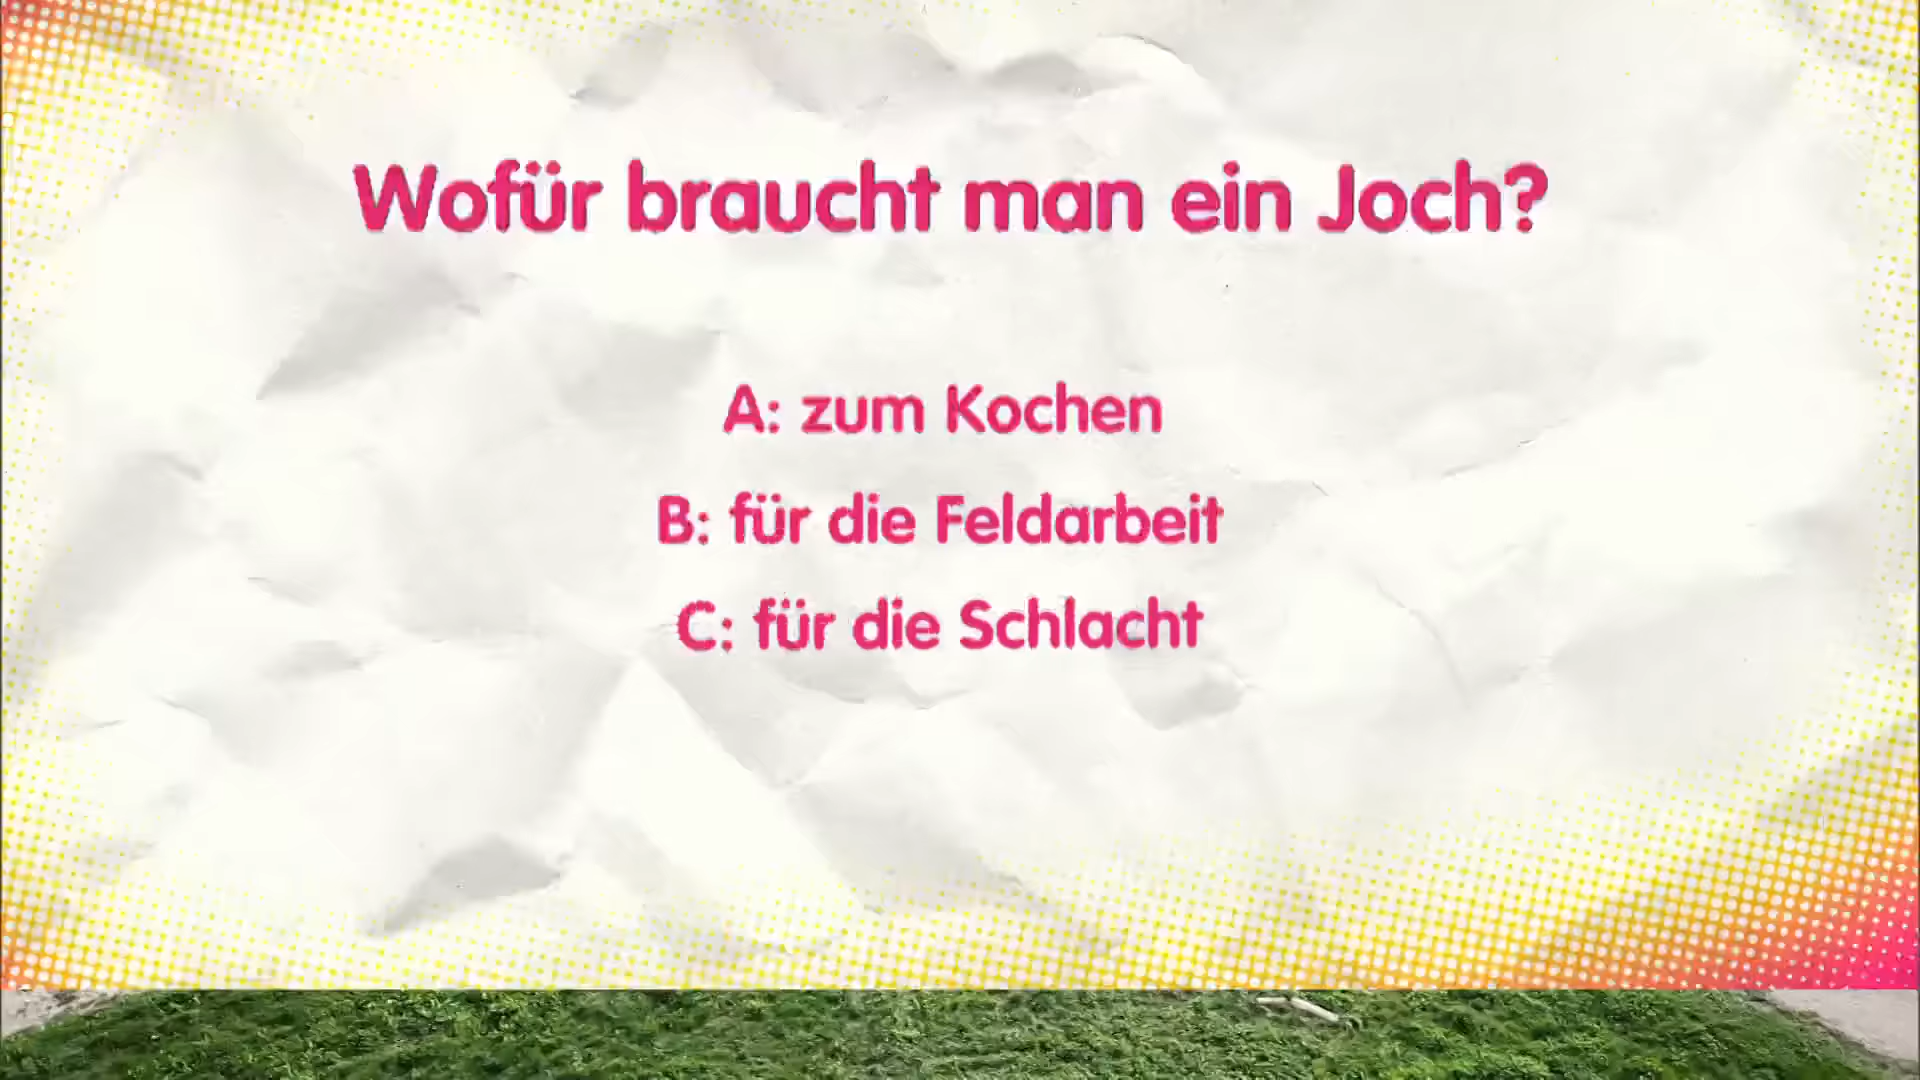 Wofür braucht man ein Joch?
A: zum Kochen
B: für die Feldarbeit
C: für die Schlacht